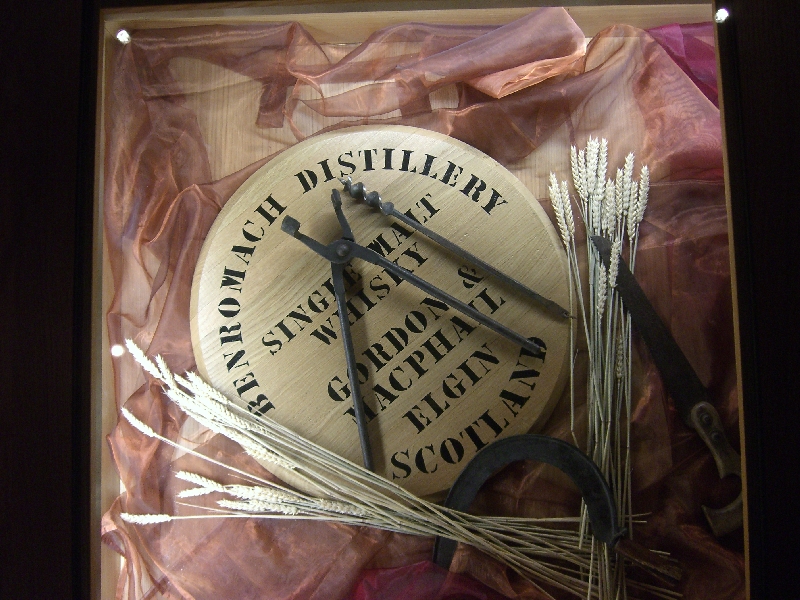 BENROMACH DISTILLERY
SINGLE MALT
WHISKY
GORDON &
MACPHAIL
ELGIN
SCOTLAND